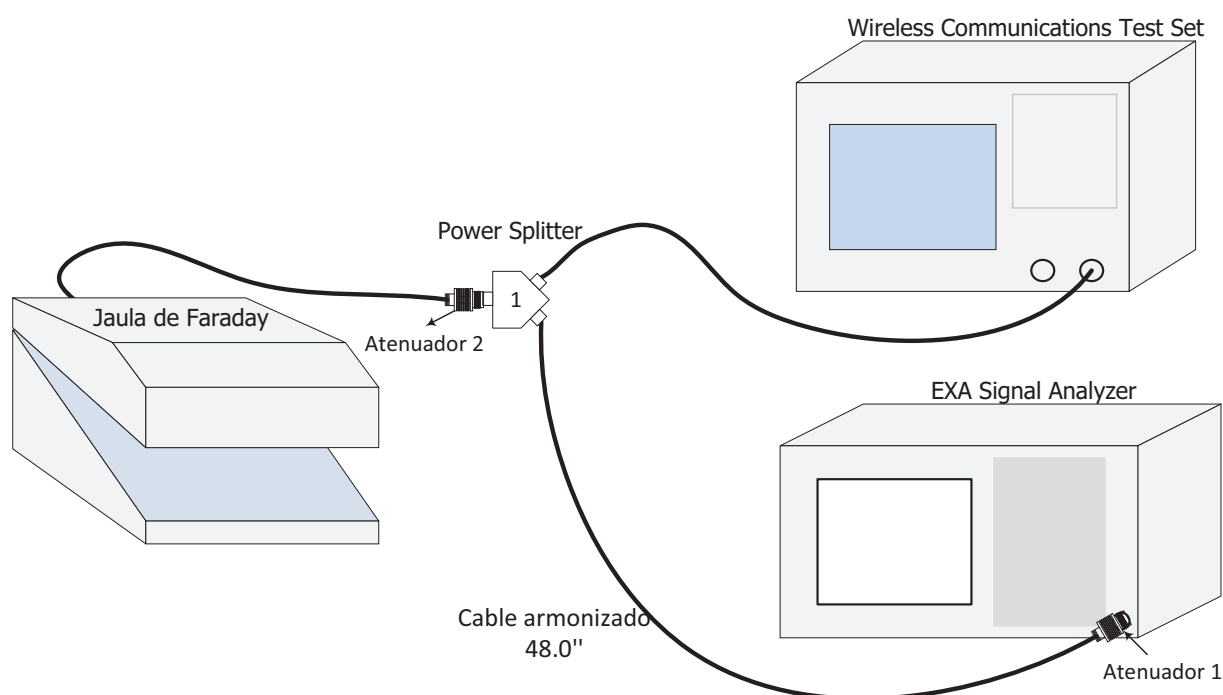 Wireless Communications Test Set
Power Splitter
1
Jaula de Faraday
Atenuador 2
EXA Signal Analyzer
Cable armonizado
48.0''
Atenuador 1